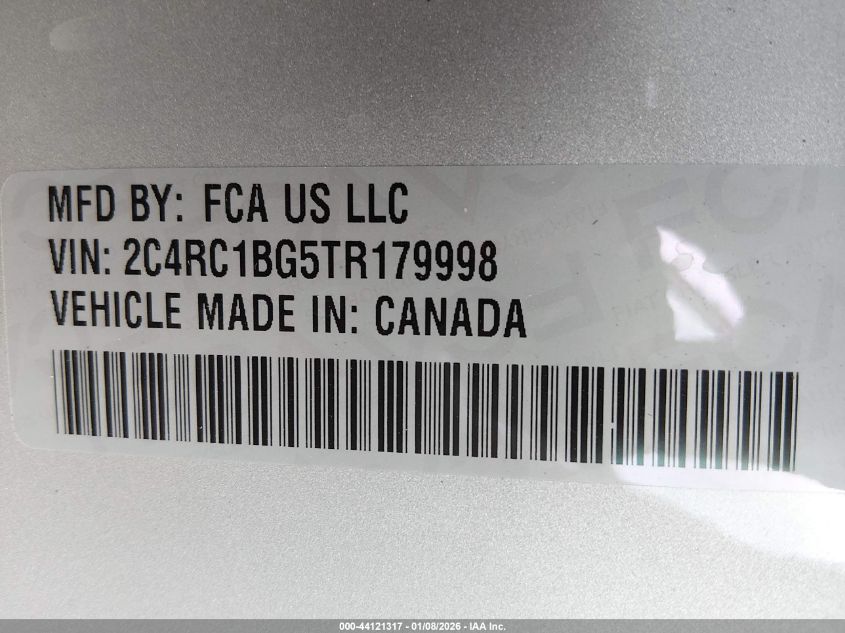 MFD BY: FCA US LLC
VIN: 2C4RC1BG5TR179998
VEHICLE MADE IN: CANADA
000-44121317 - 01/08/2026 - IAA Inc.